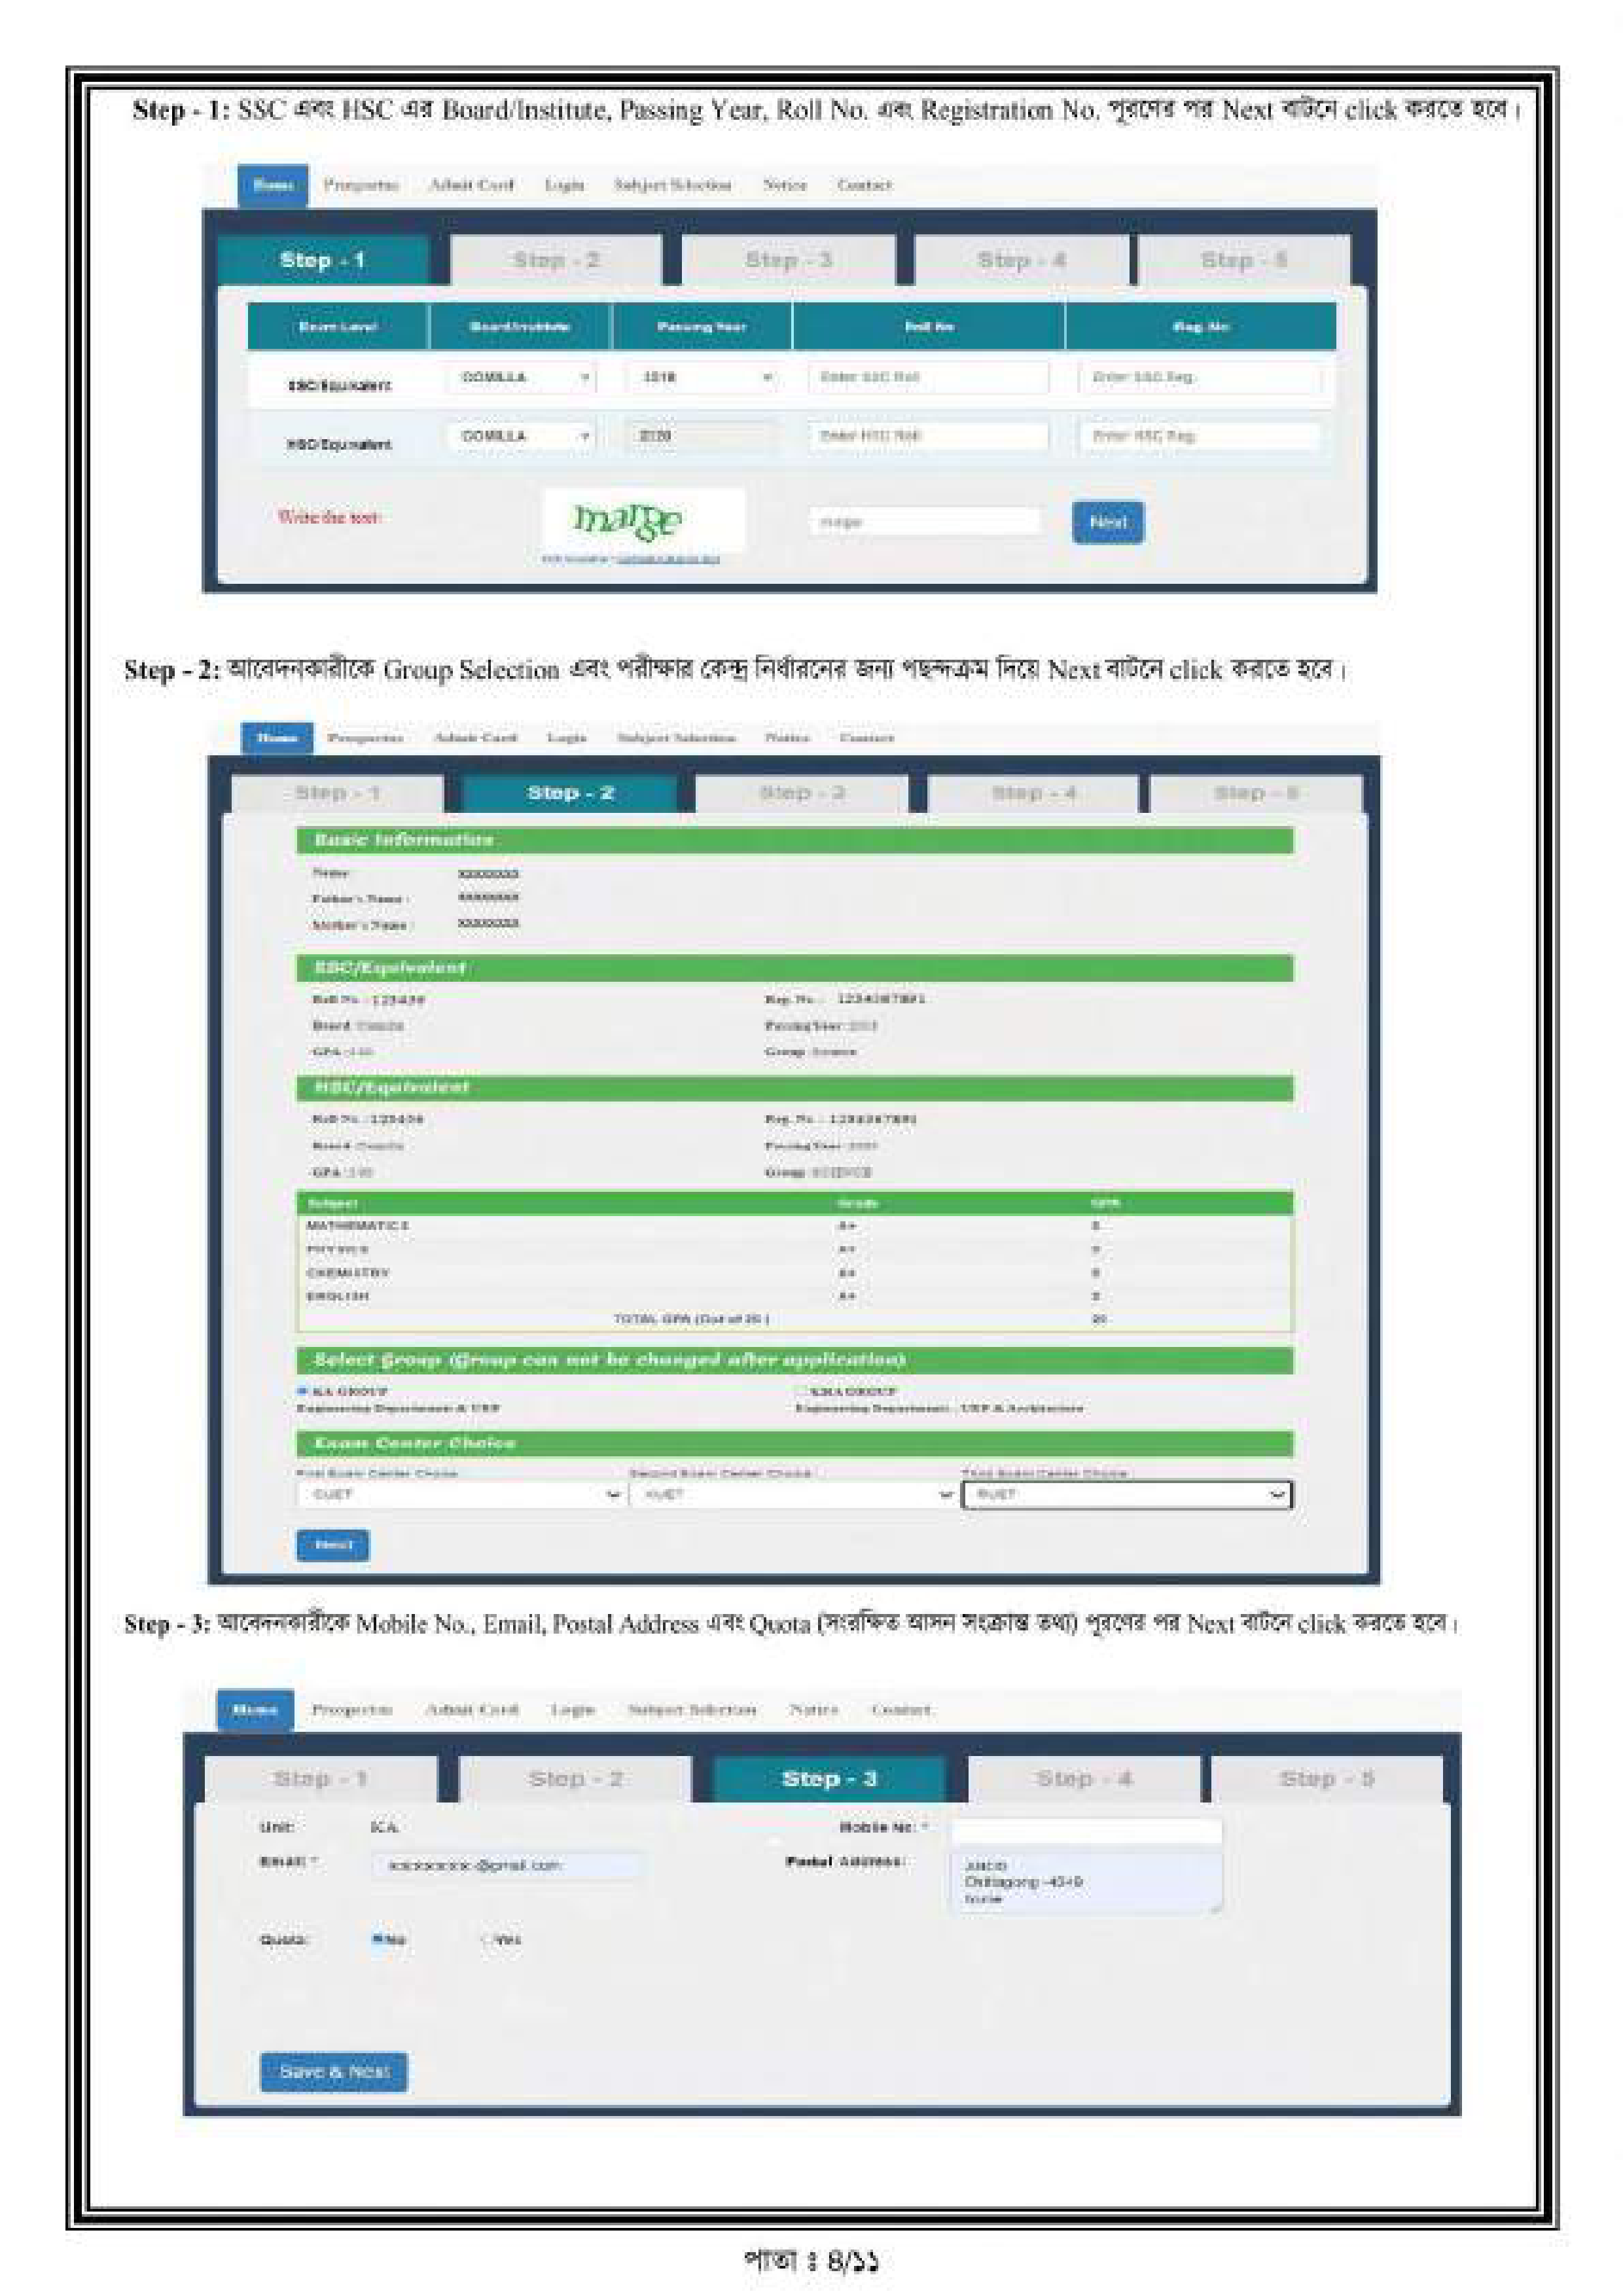 Step - 1: SSC এবং HSC এর Board/Institute, Passing Year, Roll No. এবং Registration No. পূরণের পর Next বাটনে click করতে হবে।
Home Prospectus Admit Card Login Subject Selection Notice Contact
Step - 1 Step - 2 Step - 3 Step - 4 Step - 5
Exam Level Board/Institute Passing Year Roll No Reg. No
SSC/Equivalent COMILLA 2018 Enter SSC Roll Enter SSC Reg.
HSC/Equivalent COMILLA 2020 Enter HSC Roll Enter HSC Reg.
Write the text: marge Next
Step - 2: আবেদনকারীকে Group Selection এবং পরীক্ষার কেন্দ্র নির্ধারনের জন্য পছন্দক্রম দিয়ে Next বাটনে click করতে হবে।
Home Prospectus Admit Card Login Subject Selection Notice Contact
Step - 1 Step - 2 Step - 3 Step - 4 Step - 5
Basic Information
Name: XXXXXXXX
Father's Name : XXXXXXXX
Mother's Name : XXXXXXXX
SSC/Equivalent
Roll No. : 123456 Reg. No. : 1234567891
Board Passing Year
GPA Group Science
HSC/Equivalent
Roll No. : 123456 Reg. No. : 1234567891
Board Passing Year
GPA Group SCIENCE
Subject Grade GPA
MATHEMATICS A+ 5
PHYSICS A+ 5
CHEMISTRY A+ 5
ENGLISH A+ 5
TOTAL GPA (Out of 20 ) 20
Select Group (Group can not be changed after application)
KA GROUP KHA GROUP
Engineering Departments & URP Engineering Departments, URP & Architecture
Exam Center Choice
First Exam Center Choice Second Exam Center Choice Third Exam Center Choice
CUET KUET RUET
Next
Step - 3: আবেদনকারীকে Mobile No., Email, Postal Address এবং Quota (সংরক্ষিত আসন সংক্রান্ত তথ্য) পূরণের পর Next বাটনে click করতে হবে।
Home Prospectus Admit Card Login Subject Selection Notice Contact
Step - 1 Step - 2 Step - 3 Step - 4 Step - 5
Unit: KA Mobile No: *
Email: * @gmail.com Postal Address:
Chittagong -4349
Quota: No Yes
Save & Next
পাতা ঃ ৪/১১